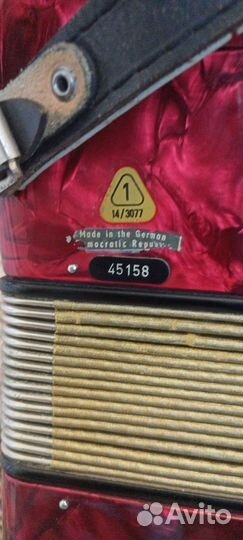 1
14/3077
Made in the German
mocratic Repu
45158
Avito